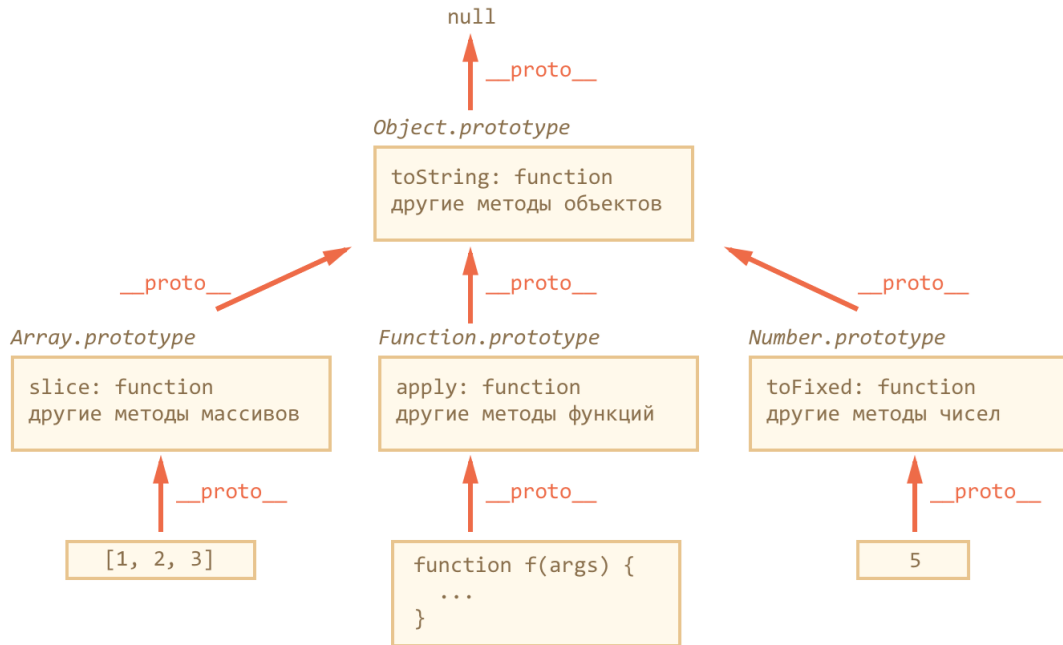 null
__proto__
Object.prototype
toString: function
другие методы объектов
__proto__
__proto__
__proto__
Array.prototype
Function.prototype
Number.prototype
slice: function
другие методы массивов
apply: function
другие методы функций
toFixed: function
другие методы чисел
__proto__
__proto__
__proto__
[1, 2, 3]
function f(args) {
...
}
5